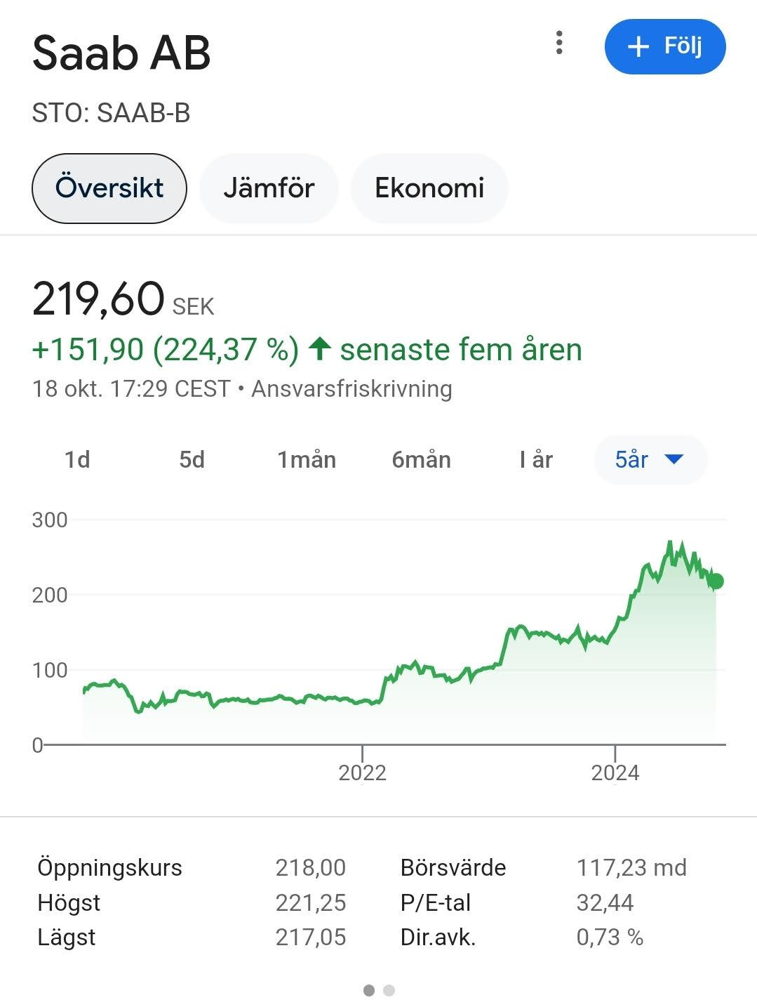 Saab AB
+ Följ
STO: SAAB-B
Översikt Jämför Ekonomi
219,60 SEK
+151,90 (224,37 %) ↑ senaste fem åren
18 okt. 17:29 CEST • Ansvarsfriskrivning
1d 5d 1mån 6mån I år 5år
300
200
100
0
2022 2024
Öppningskurs 218,00 Börsvärde 117,23 md
Högst 221,25 P/E-tal 32,44
Lägst 217,05 Dir.avk. 0,73 %